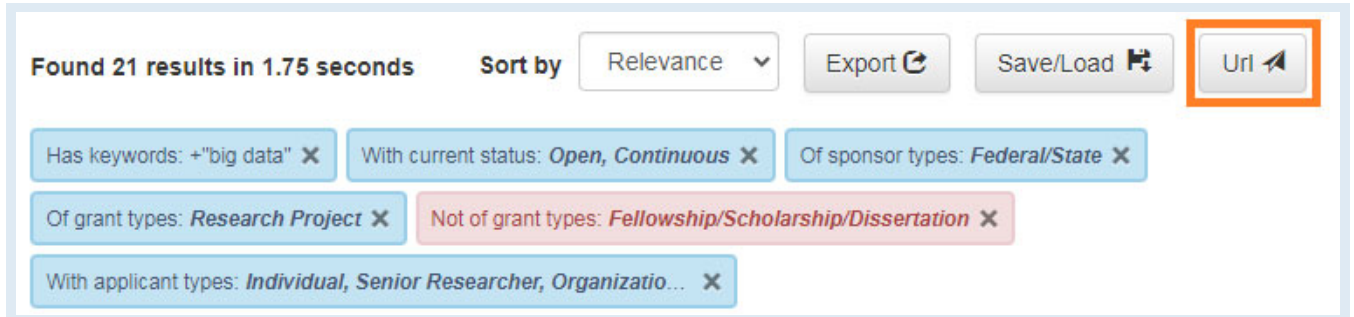 Found 21 results in 1.75 seconds Sort by Relevance Export Save/Load Url
Has keywords: +"big data" With current status: Open, Continuous Of sponsor types: Federal/State
Of grant types: Research Project Not of grant types: Fellowship/Scholarship/Dissertation
With applicant types: Individual, Senior Researcher, Organizatio...